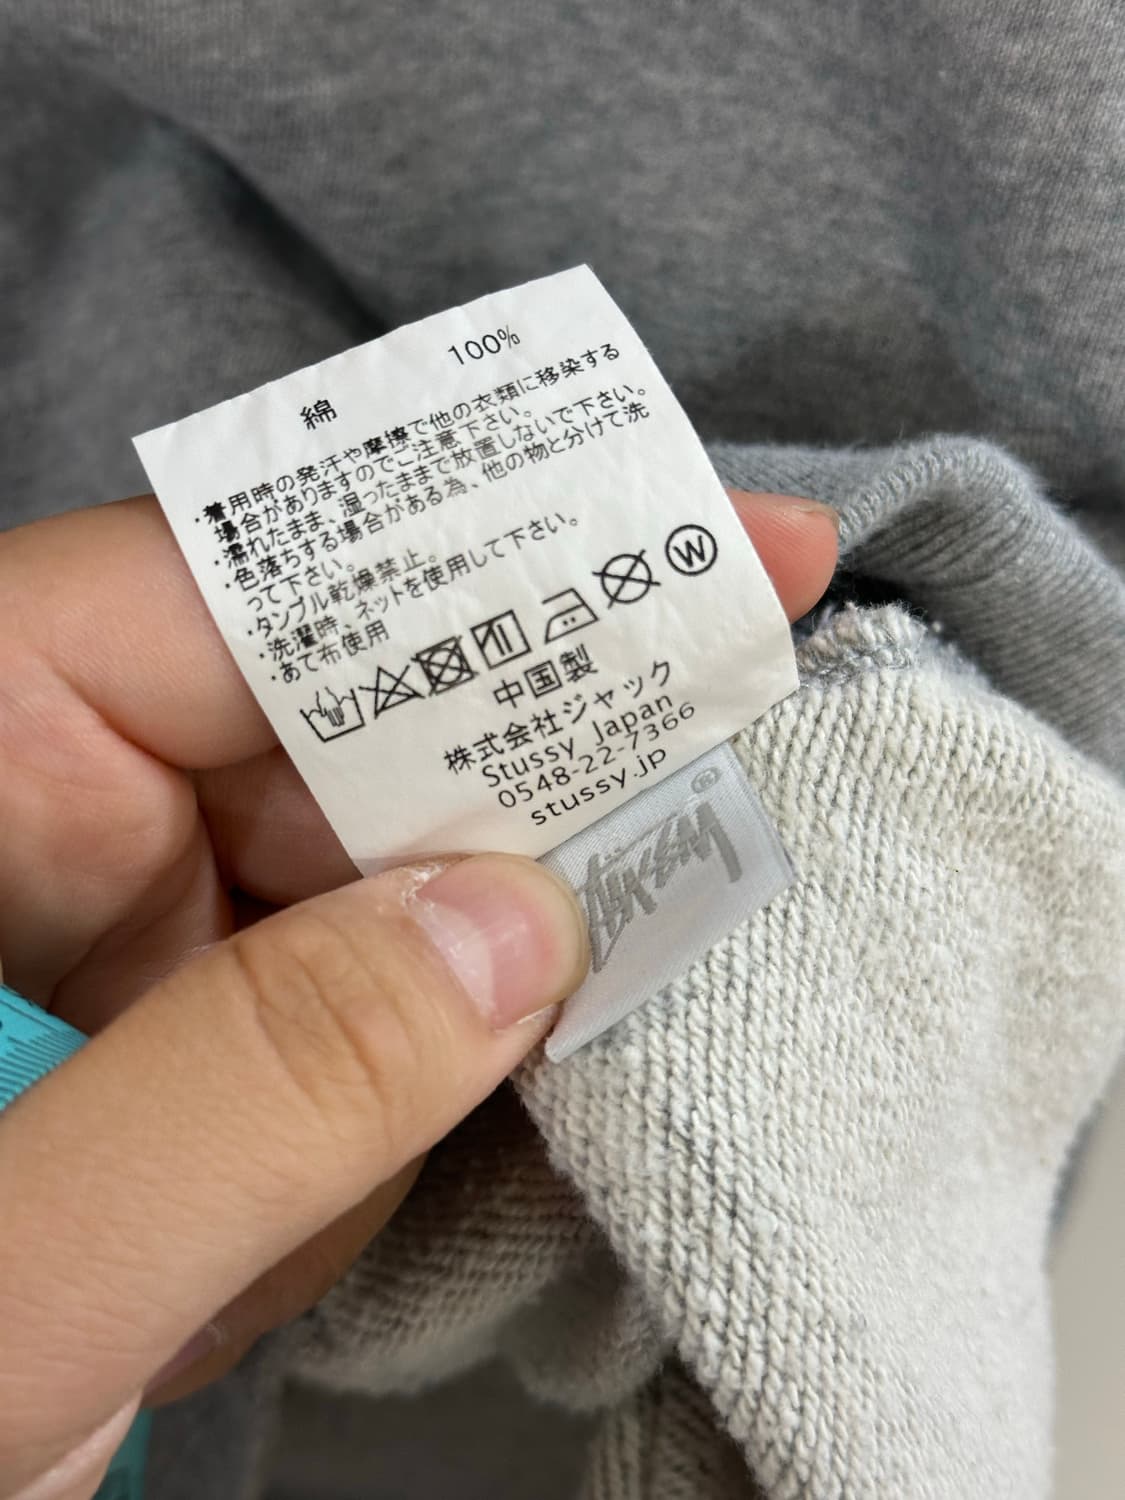 綿 100%
・着用時の発汗や摩擦で他の衣類に移染する
場合がありますのでご注意下さい。
・濡れたまま、湿ったままで放置しないで下さい。
・色落ちする場合がある為、他の物と分けて洗
って下さい。
・タンブル乾燥禁止。
・洗濯時、ネットを使用して下さい。
・あて布使用
W
中国製
株式会社ジャック
Stussy Japan
0548-22-7366
stussy.jp
Stüssy ®